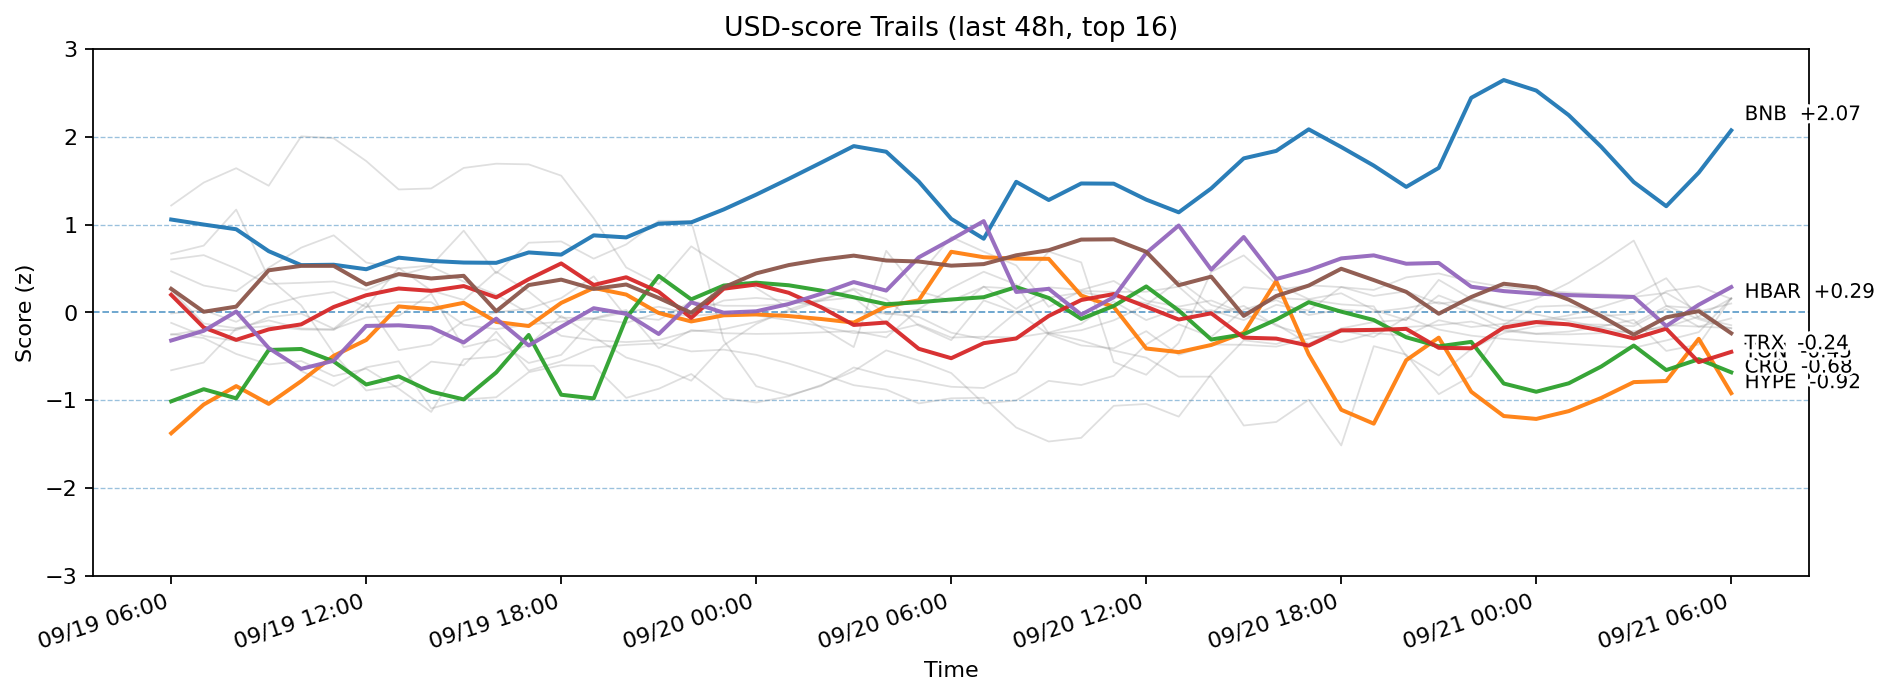 USD-score Trails (last 48h, top 16)
3
2
1
0
−1
−2
−3
Score (z)
BNB +2.07
HBAR +0.29
TRX -0.24
CRO -0.68
HYPE -0.92
09/19 06:00
09/19 12:00
09/19 18:00
09/20 00:00
09/20 06:00
09/20 12:00
09/20 18:00
09/21 00:00
09/21 06:00
Time